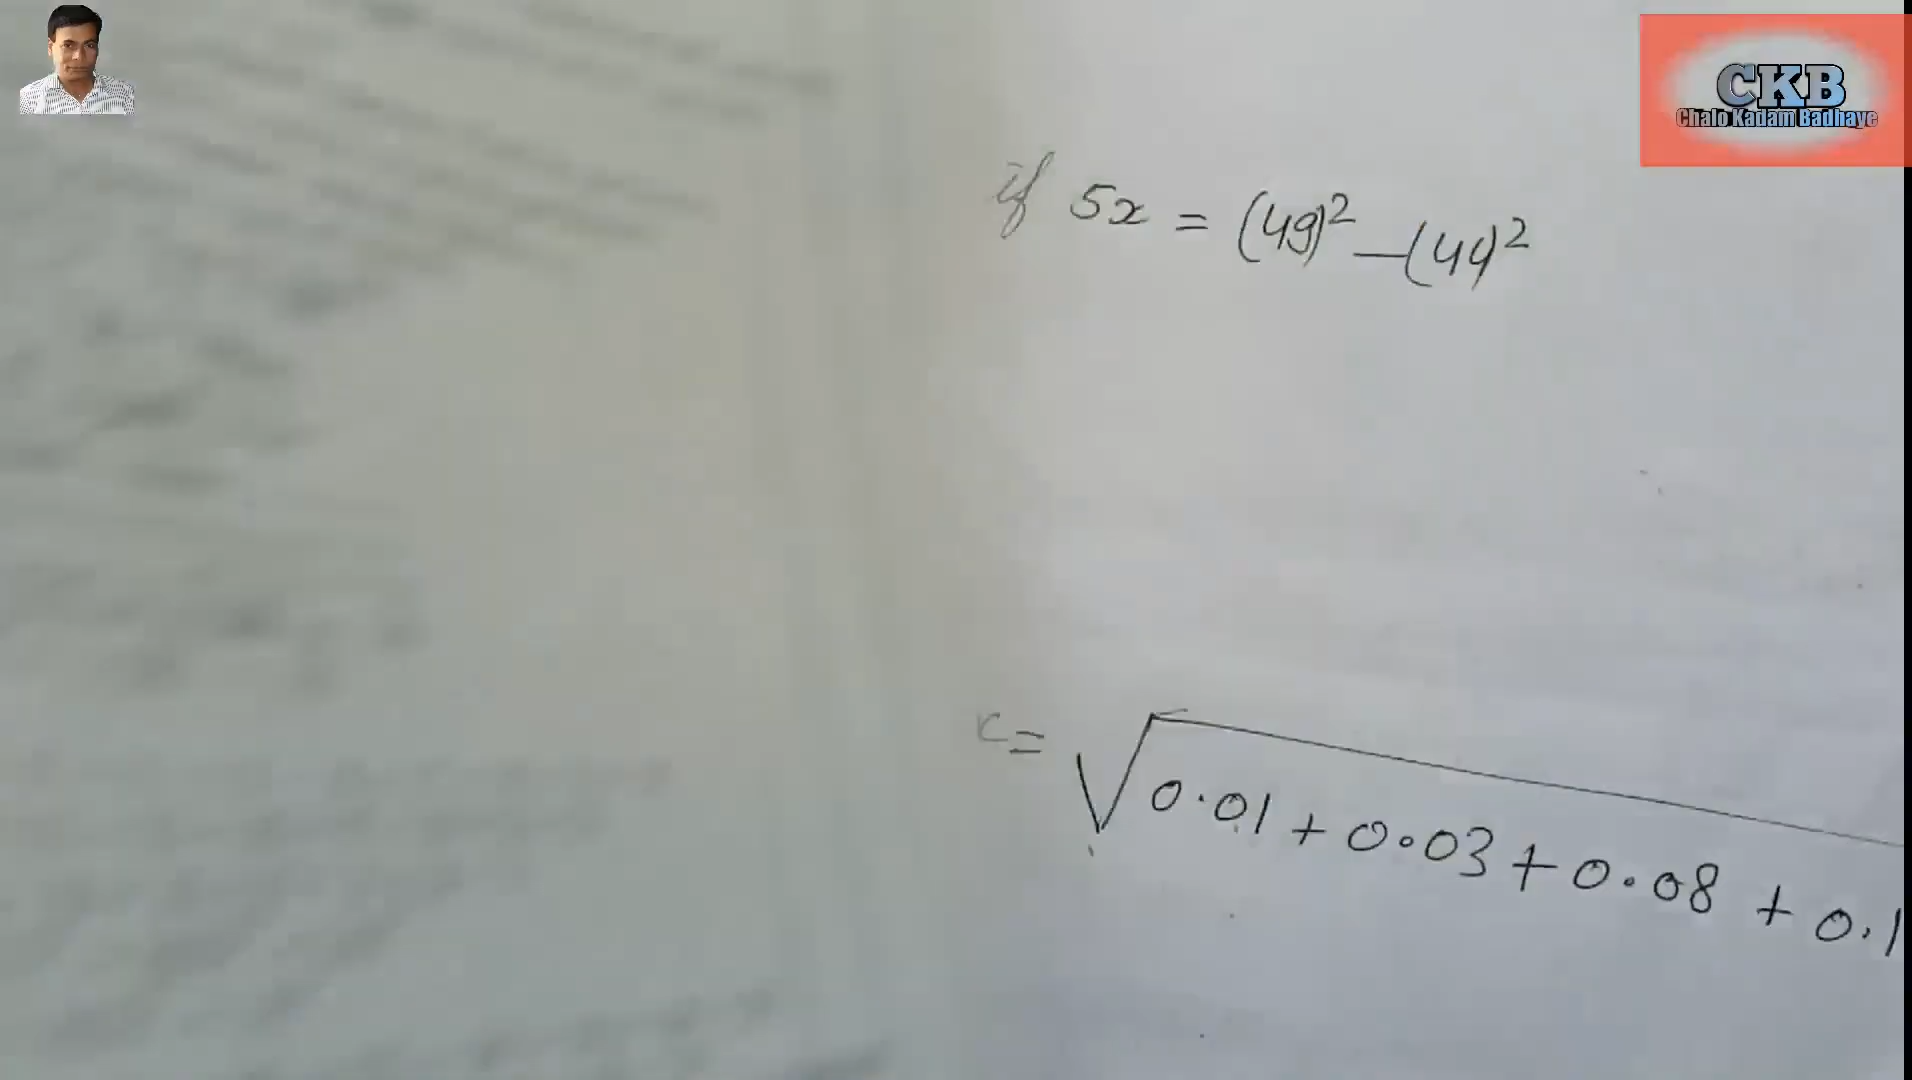 CKB
Chalo Kadam Badhaye
if 5x = (49)² — (44)²
= √0.01 + 0.03 + 0.08 + 0.1